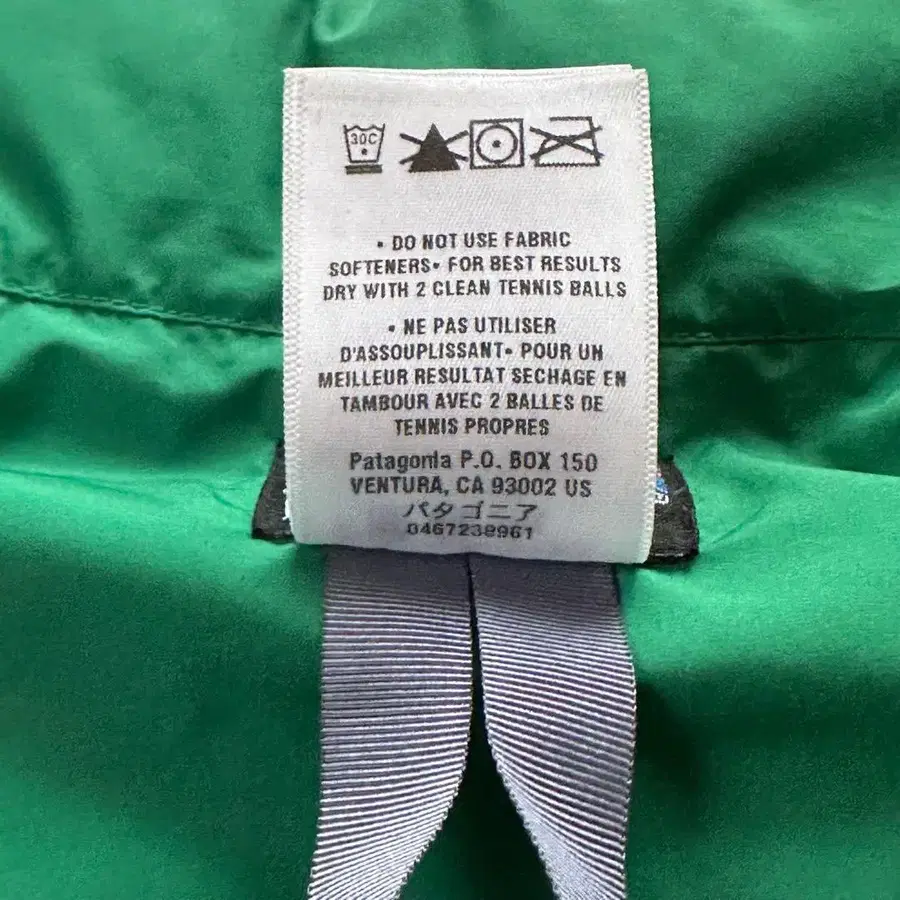 30C
• DO NOT USE FABRIC
SOFTENERS• FOR BEST RESULTS
DRY WITH 2 CLEAN TENNIS BALLS
• NE PAS UTILISER
D'ASSOUPLISSANT• POUR UN
MEILLEUR RESULTAT SECHAGE EN
TAMBOUR AVEC 2 BALLES DE
TENNIS PROPRES
Patagonia P.O. BOX 150
VENTURA, CA 93002 US
パタゴニア
0467238961